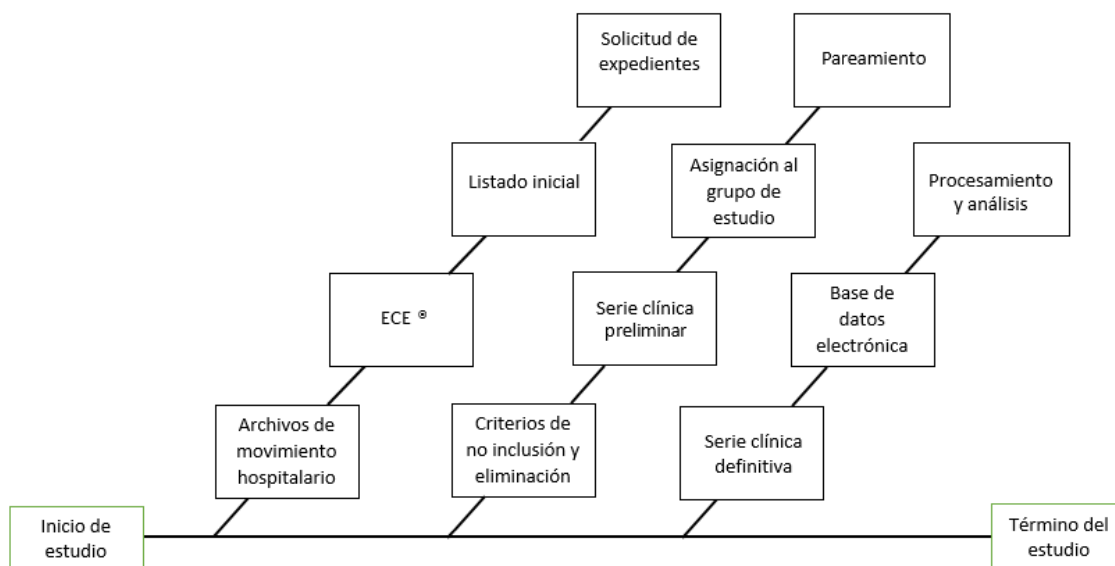 Solicitud de
expedientes
Pareamiento
Listado inicial
Asignación al
grupo de
estudio
Procesamiento
y análisis
ECE ®
Serie clínica
preliminar
Base de
datos
electrónica
Archivos de
movimiento
hospitalario
Criterios de
no inclusión y
eliminación
Serie clínica
definitiva
Inicio de
estudio
Término del
estudio